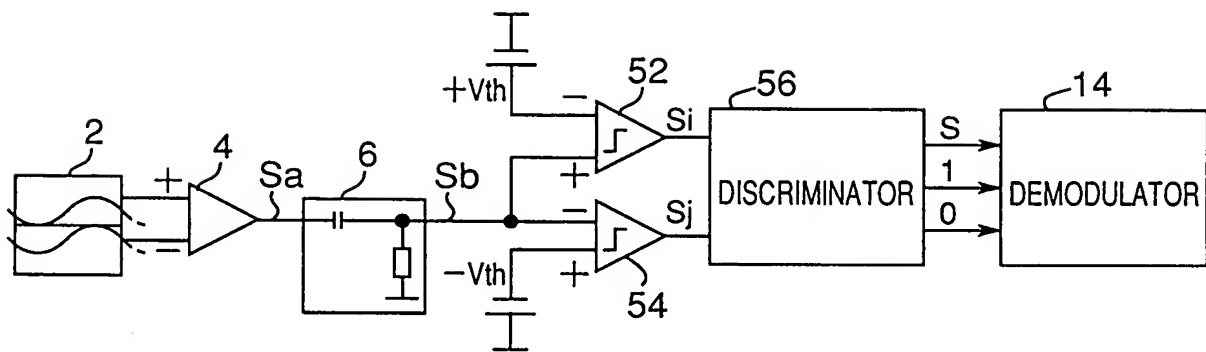 +Vth
52
56
14
−
Si
S
2
4
6
+
Sa
Sb
+
DISCRIMINATOR
1
DEMODULATOR
−
−
Sj
0
−Vth
+
54